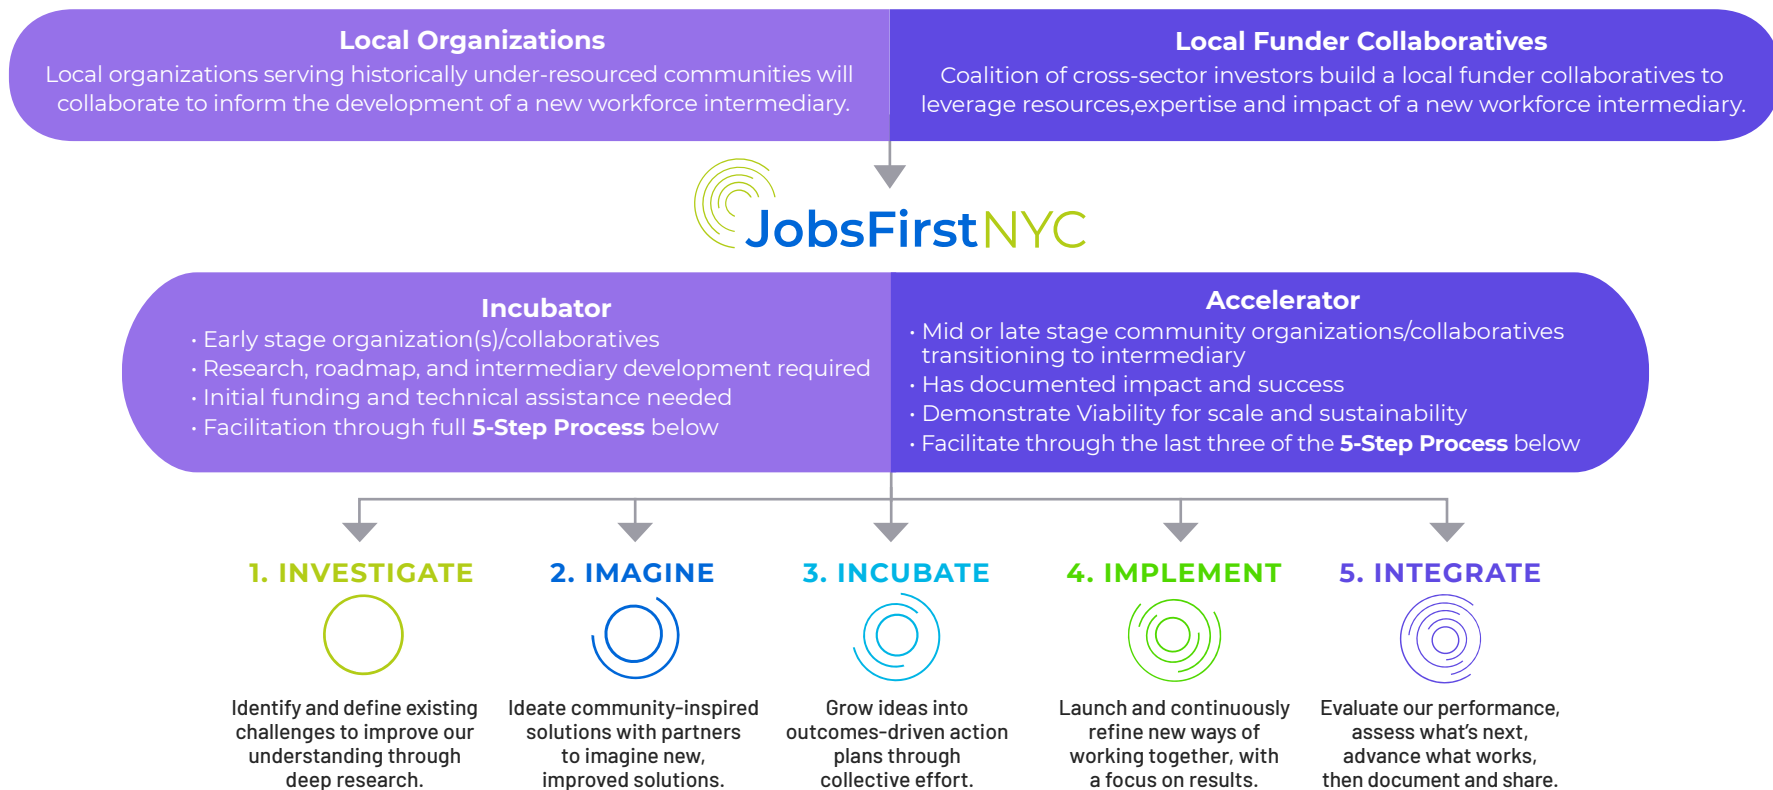 Local Organizations
Local organizations serving historically under-resourced communities will
collaborate to inform the development of a new workforce intermediary.
Local Funder Collaboratives
Coalition of cross-sector investors build a local funder collaboratives to
leverage resources,expertise and impact of a new workforce intermediary.
JobsFirstNYC
Incubator
· Early stage organization(s)/collaboratives
· Research, roadmap, and intermediary development required
· Initial funding and technical assistance needed
· Facilitation through full 5-Step Process below
Accelerator
· Mid or late stage community organizations/collaboratives
transitioning to intermediary
· Has documented impact and success
· Demonstrate Viability for scale and sustainability
· Facilitate through the last three of the 5-Step Process below
1. INVESTIGATE
Identify and define existing
challenges to improve our
understanding through
deep research.
2. IMAGINE
Ideate community-inspired
solutions with partners
to imagine new,
improved solutions.
3. INCUBATE
Grow ideas into
outcomes-driven action
plans through
collective effort.
4. IMPLEMENT
Launch and continuously
refine new ways of
working together, with
a focus on results.
5. INTEGRATE
Evaluate our performance,
assess what's next,
advance what works,
then document and share.